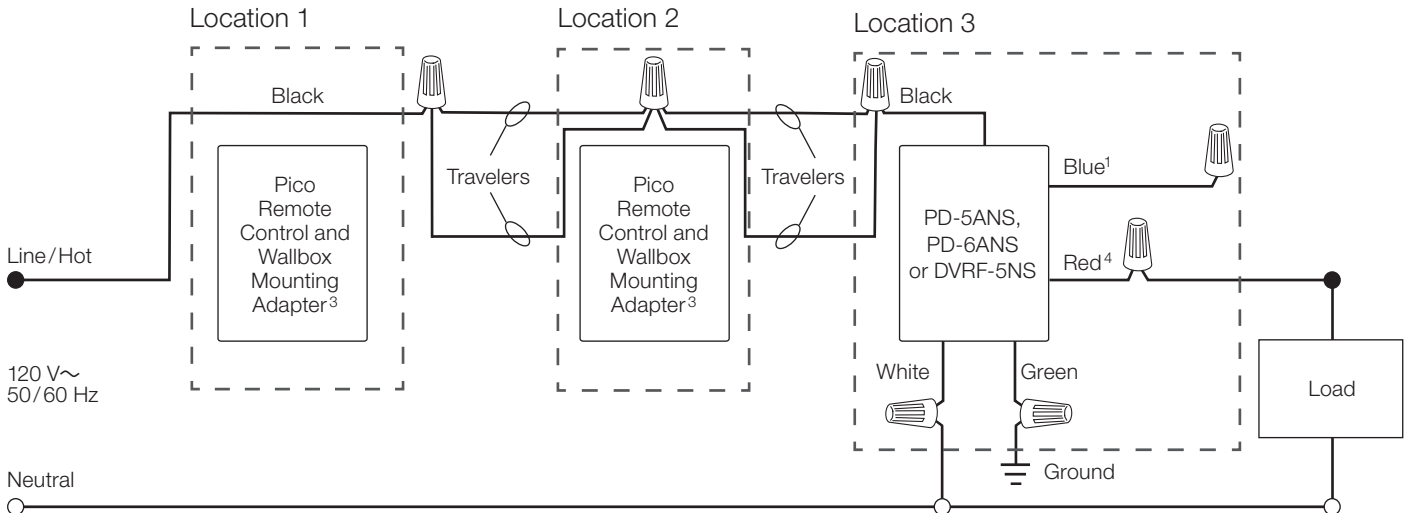 Location 1
Location 2
Location 3
Black
Black
Travelers
Travelers
Blue¹
Pico
Remote
Control and
Wallbox
Mounting
Adapter³
Pico
Remote
Control and
Wallbox
Mounting
Adapter³
PD-5ANS,
PD-6ANS
or DVRF-5NS
Line/Hot
Red⁴
120 V~
50/60 Hz
White
Green
Load
Neutral
Ground